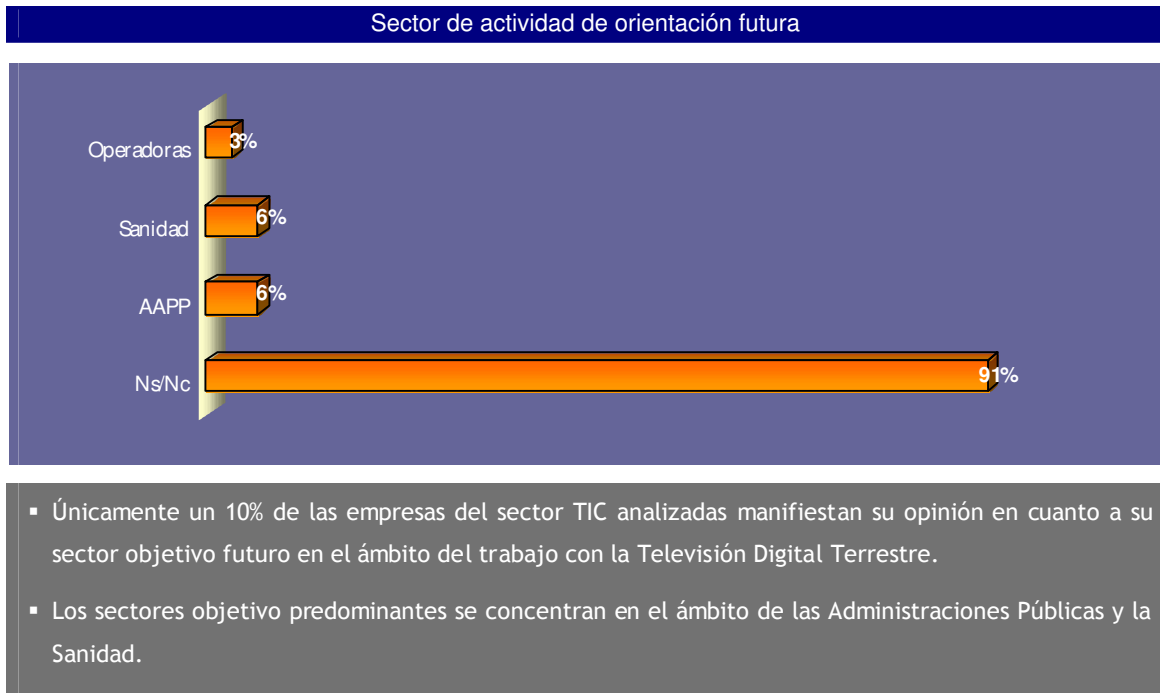 Sector de actividad de orientación futura
Operadoras 3%
Sanidad 6%
AAPP 6%
Ns/Nc 91%
▪ Únicamente un 10% de las empresas del sector TIC analizadas manifiestan su opinión en cuanto a su
sector objetivo futuro en el ámbito del trabajo con la Televisión Digital Terrestre.
▪ Los sectores objetivo predominantes se concentran en el ámbito de las Administraciones Públicas y la
Sanidad.